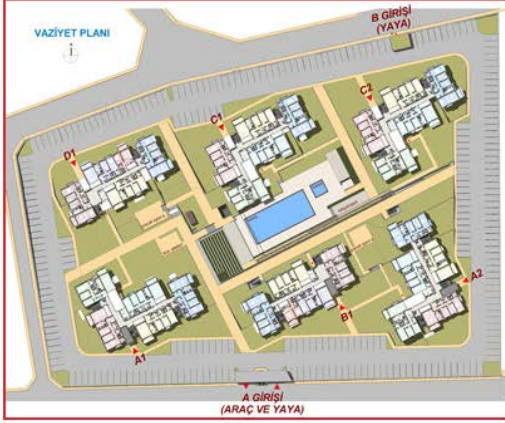 VAZİYET PLANI
B GİRİŞİ
(YAYA)
C1
C2
D1
A2
B1
A1
A GİRİŞİ
(ARAÇ VE YAYA)